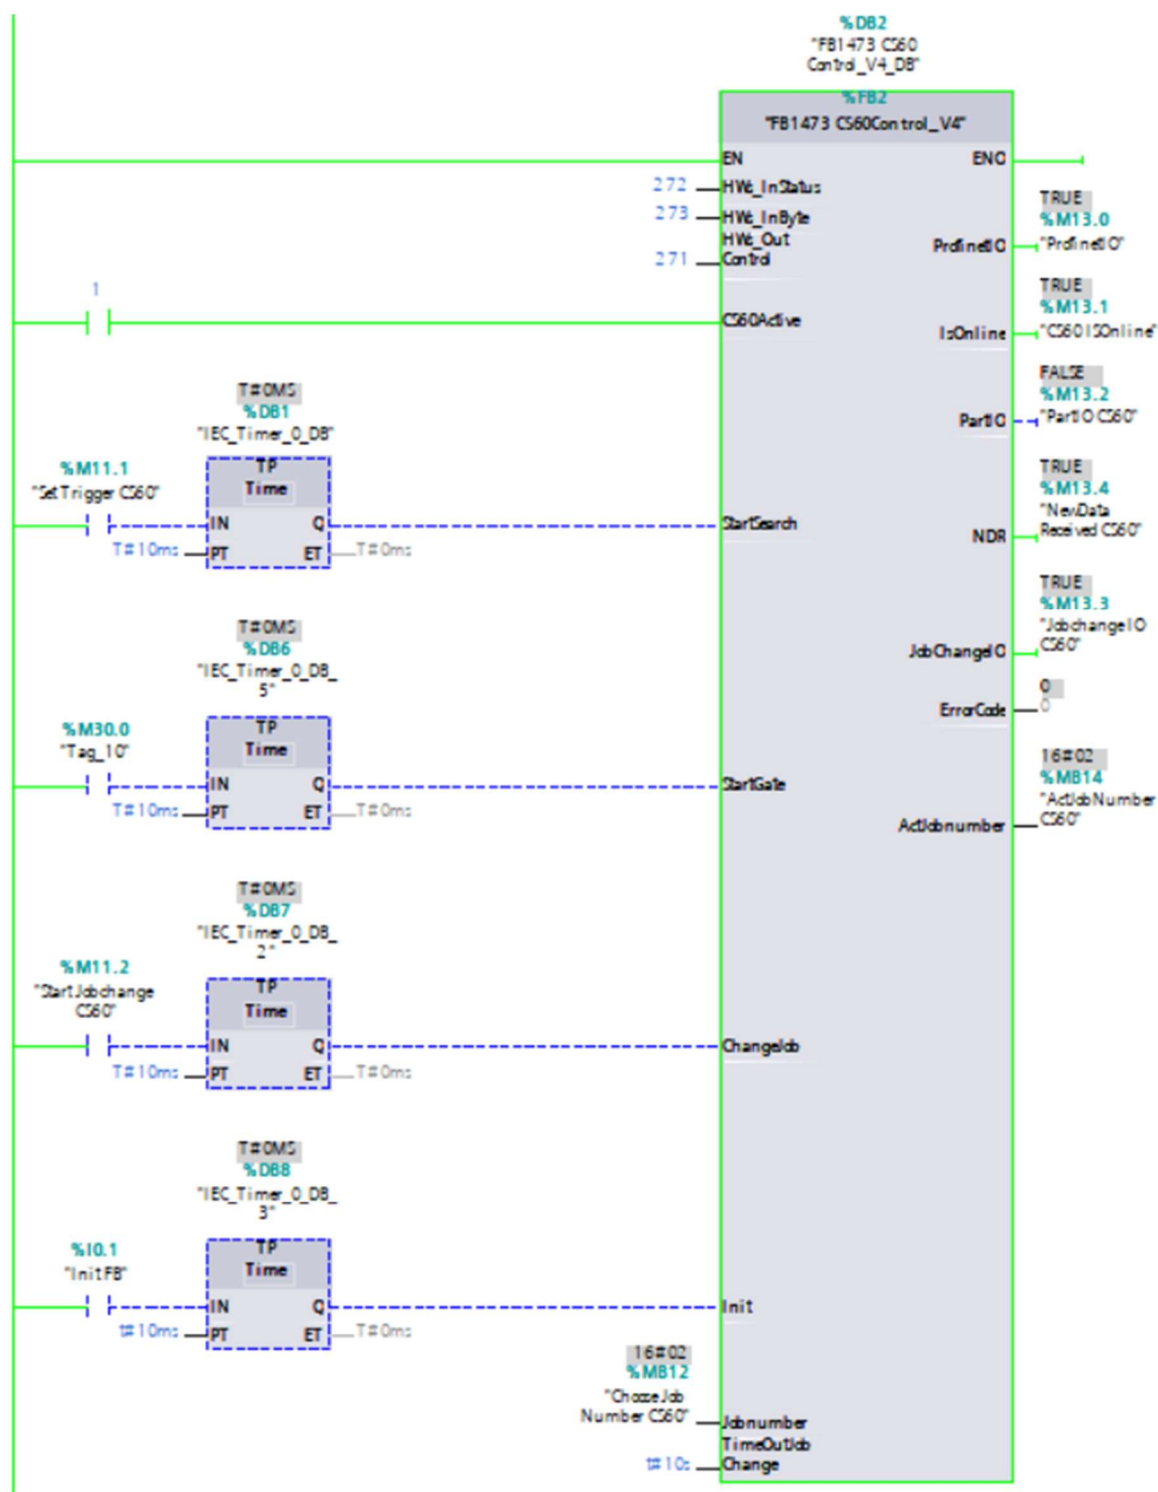 %DB2
"FB1473 CS60
Control_V4_DB"
%FB2
"FB1473 CS60Control_V4"
EN
ENO
272
HWid_InStatus
273
HWid_InByte
HWid_Out
Control
271
TRUE
%M13.0
"ProfinetIO"
ProfinetIO
1
CS60Active
TRUE
%M13.1
"CS60 ISOnline"
IsOnline
FALSE
%M13.2
"PartIO CS60"
PartIO
T#0MS
%DB1
"IEC_Timer_0_DB"
TP
Time
%M11.1
"SetTrigger CS60"
IN
Q
T#10ms
PT
ET
T#0ms
StartSearch
TRUE
%M13.4
"NewData
Received CS60"
NDR
TRUE
%M13.3
"JobchangeIO
CS60"
JobChangeIO
0
0
ErrorCode
T#0MS
%DB6
"IEC_Timer_0_DB_
5"
TP
Time
%M30.0
"Tag_10"
IN
Q
T#10ms
PT
ET
T#0ms
StartGate
16#02
%MB14
"ActJobNumber
CS60"
ActJobnumber
T#0MS
%DB7
"IEC_Timer_0_DB_
2"
TP
Time
%M11.2
"StartJobchange
CS60"
IN
Q
T#10ms
PT
ET
T#0ms
ChangeJob
T#0MS
%DB8
"IEC_Timer_0_DB_
3"
TP
Time
%I0.1
"InitFB"
IN
Q
t#10ms
PT
ET
T#0ms
Init
16#02
%MB12
"ChooseJob
Number CS60"
Jobnumber
TimeOutJob
Change
t#10s